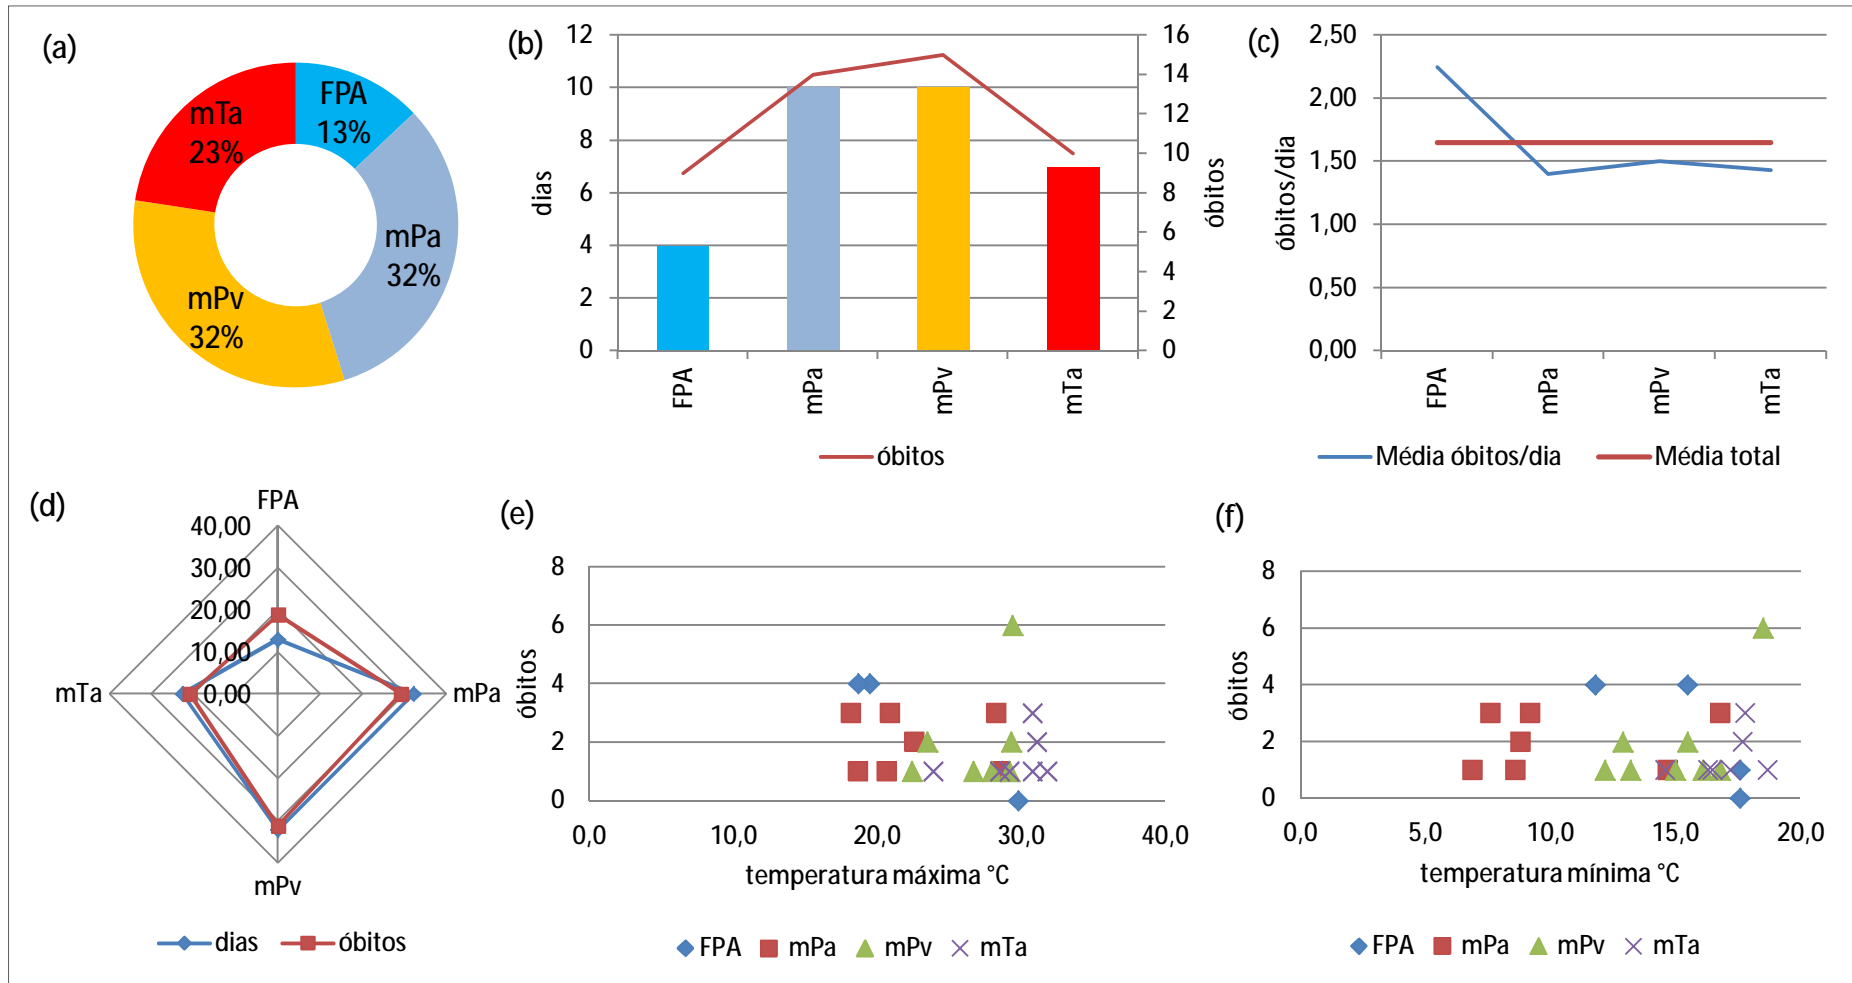 (a)
FPA
13%
mPa
32%
mPv
32%
mTa
23%
(b)
dias
12
10
8
6
4
2
0
16
14
12
10
8
6
4
2
0
óbitos
FPA
mPa
mPv
mTa
óbitos
(c)
óbitos/dia
2,50
2,00
1,50
1,00
0,50
0,00
FPA
mPa
mPv
mTa
Média óbitos/dia
Média total
(d)
FPA
40,00
30,00
20,00
10,00
0,00
mTa
mPa
mPv
dias
óbitos
(e)
óbitos
8
6
4
2
0
0,0 10,0 20,0 30,0 40,0
temperatura máxima °C
FPA mPa mPv mTa
(f)
óbitos
8
6
4
2
0
0,0 5,0 10,0 15,0 20,0
temperatura mínima °C
FPA mPa mPv mTa